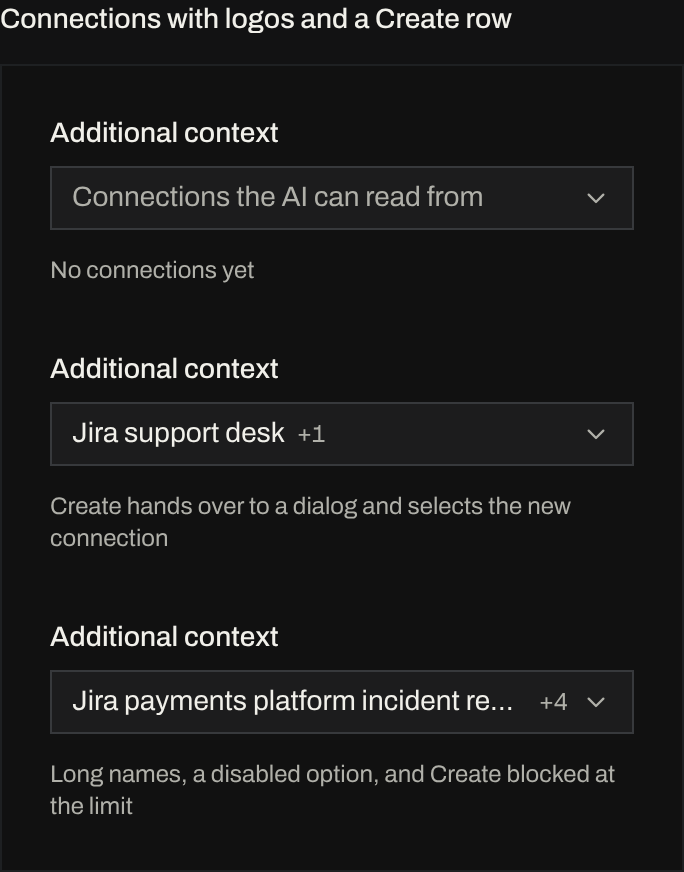 Connections with logos and a Create row
Additional context
Connections the AI can read from
No connections yet
Additional context
Jira support desk +1
Create hands over to a dialog and selects the new
connection
Additional context
Jira payments platform incident re... +4
Long names, a disabled option, and Create blocked at
the limit